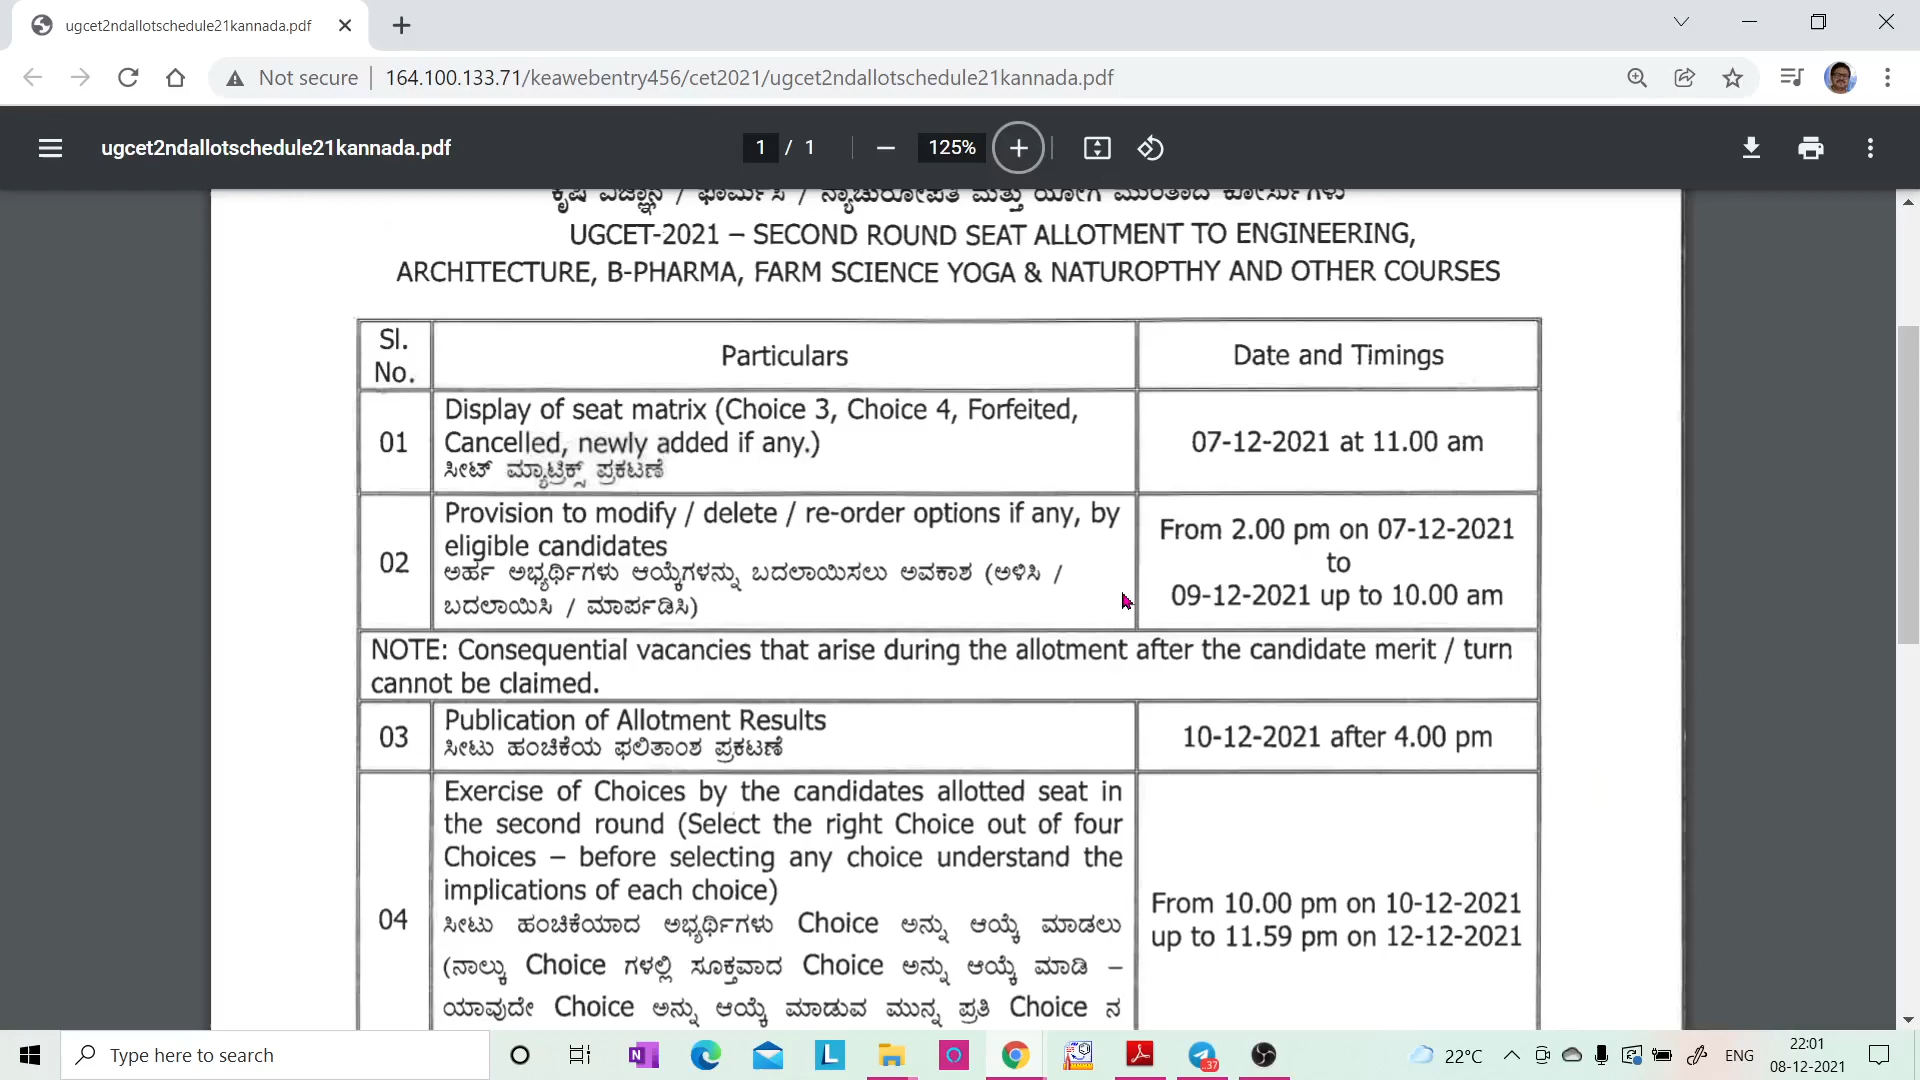 ugcet2ndallotschedule21kannada.pdf
Not secure
164.100.133.71/keawebentry456/cet2021/ugcet2ndallotschedule21kannada.pdf
ugcet2ndallotschedule21kannada.pdf
1 / 1
125%
ಕೃಷಿ ವಿಜ್ಞಾನ / ಫಾರ್ಮಸಿ / ನ್ಯಾಚುರೋಪತಿ ಮತ್ತು ಯೋಗ ಮುಂತಾದ ಕೋರ್ಸುಗಳು
UGCET-2021 – SECOND ROUND SEAT ALLOTMENT TO ENGINEERING,
ARCHITECTURE, B-PHARMA, FARM SCIENCE YOGA & NATUROPTHY AND OTHER COURSES
Sl.
No.
Particulars
Date and Timings
01
Display of seat matrix (Choice 3, Choice 4, Forfeited,
Cancelled, newly added if any.)
ಸೀಟ್ ಮ್ಯಾಟ್ರಿಕ್ಸ್ ಪ್ರಕಟಣೆ
07-12-2021 at 11.00 am
02
Provision to modify / delete / re-order options if any, by
eligible candidates
ಅರ್ಹ ಅಭ್ಯರ್ಥಿಗಳು ಆಯ್ಕೆಗಳನ್ನು ಬದಲಾಯಿಸಲು ಅವಕಾಶ (ಅಳಿಸಿ /
ಬದಲಾಯಿಸಿ / ಮಾರ್ಪಡಿಸಿ)
From 2.00 pm on 07-12-2021
to
09-12-2021 up to 10.00 am
NOTE: Consequential vacancies that arise during the allotment after the candidate merit / turn
cannot be claimed.
03
Publication of Allotment Results
ಸೀಟು ಹಂಚಿಕೆಯ ಫಲಿತಾಂಶ ಪ್ರಕಟಣೆ
10-12-2021 after 4.00 pm
04
Exercise of Choices by the candidates allotted seat in
the second round (Select the right Choice out of four
Choices – before selecting any choice understand the
implications of each choice)
ಸೀಟು ಹಂಚಿಕೆಯಾದ ಅಭ್ಯರ್ಥಿಗಳು Choice ಅನ್ನು ಆಯ್ಕೆ ಮಾಡಲು
(ನಾಲ್ಕು Choice ಗಳಲ್ಲಿ ಸೂಕ್ತವಾದ Choice ಅನ್ನು ಆಯ್ಕೆ ಮಾಡಿ –
ಯಾವುದೇ Choice ಅನ್ನು ಆಯ್ಕೆ ಮಾಡುವ ಮುನ್ನ ಪ್ರತಿ Choice ನ
From 10.00 pm on 10-12-2021
up to 11.59 pm on 12-12-2021
Type here to search
22°C
ENG
22:01
08-12-2021